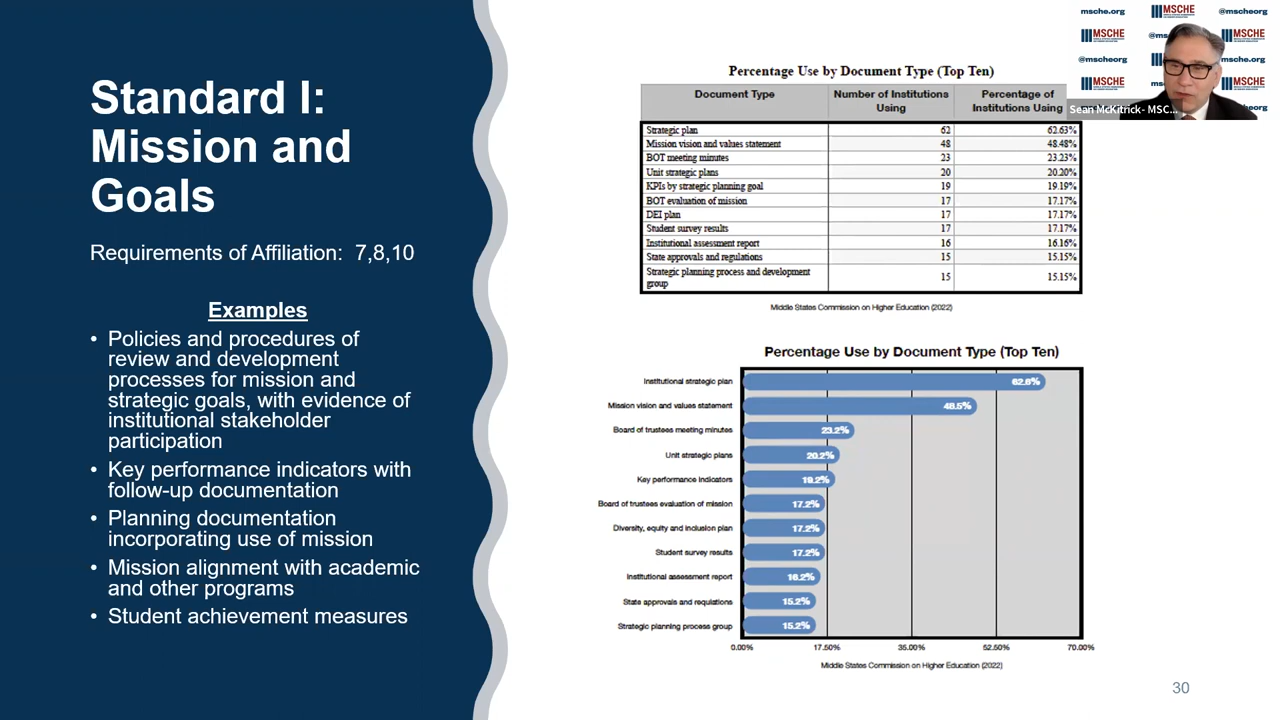 Standard I:
Mission and
Goals
Requirements of Affiliation: 7,8,10
Examples
• Policies and procedures of
review and development
processes for mission and
strategic goals, with evidence of
institutional stakeholder
participation
• Key performance indicators with
follow-up documentation
• Planning documentation
incorporating use of mission
• Mission alignment with academic
and other programs
• Student achievement measures
Percentage Use by Document Type (Top Ten)
Document Type Number of Institutions Using Percentage of Institutions Using
Strategic plan 62 62.63%
Mission vision and values statement 48 48.48%
BOT meeting minutes 23 23.23%
Unit strategic plans 20 20.20%
KPIs by strategic planning goal 19 19.19%
BOT evaluation of mission 17 17.17%
DEI plan 17 17.17%
Student survey results 17 17.17%
Institutional assessment report 16 16.16%
State approvals and regulations 15 15.15%
Strategic planning process and development
group 15 15.15%
Middle States Commission on Higher Education (2022)
Percentage Use by Document Type (Top Ten)
Institutional strategic plan 62.6%
Mission vision and values statement 48.5%
Board of trustees meeting minutes 23.2%
Unit strategic plans 20.2%
Key performance indicators 19.2%
Board of trustees evaluation of mission 17.2%
Diversity, equity and inclusion plan 17.2%
Student survey results 17.2%
Institutional assessment report 16.2%
State approvals and regulations 15.2%
Strategic planning process group 15.2%
0.00% 17.50% 35.00% 52.50% 70.00%
Middle States Commission on Higher Education (2022)
30
msche.org MSCHE @mscheorg
MSCHE @ms MSCHE
@mscheorg msche.org
MSCHE MSCHE
Sean McKitrick- MSC...